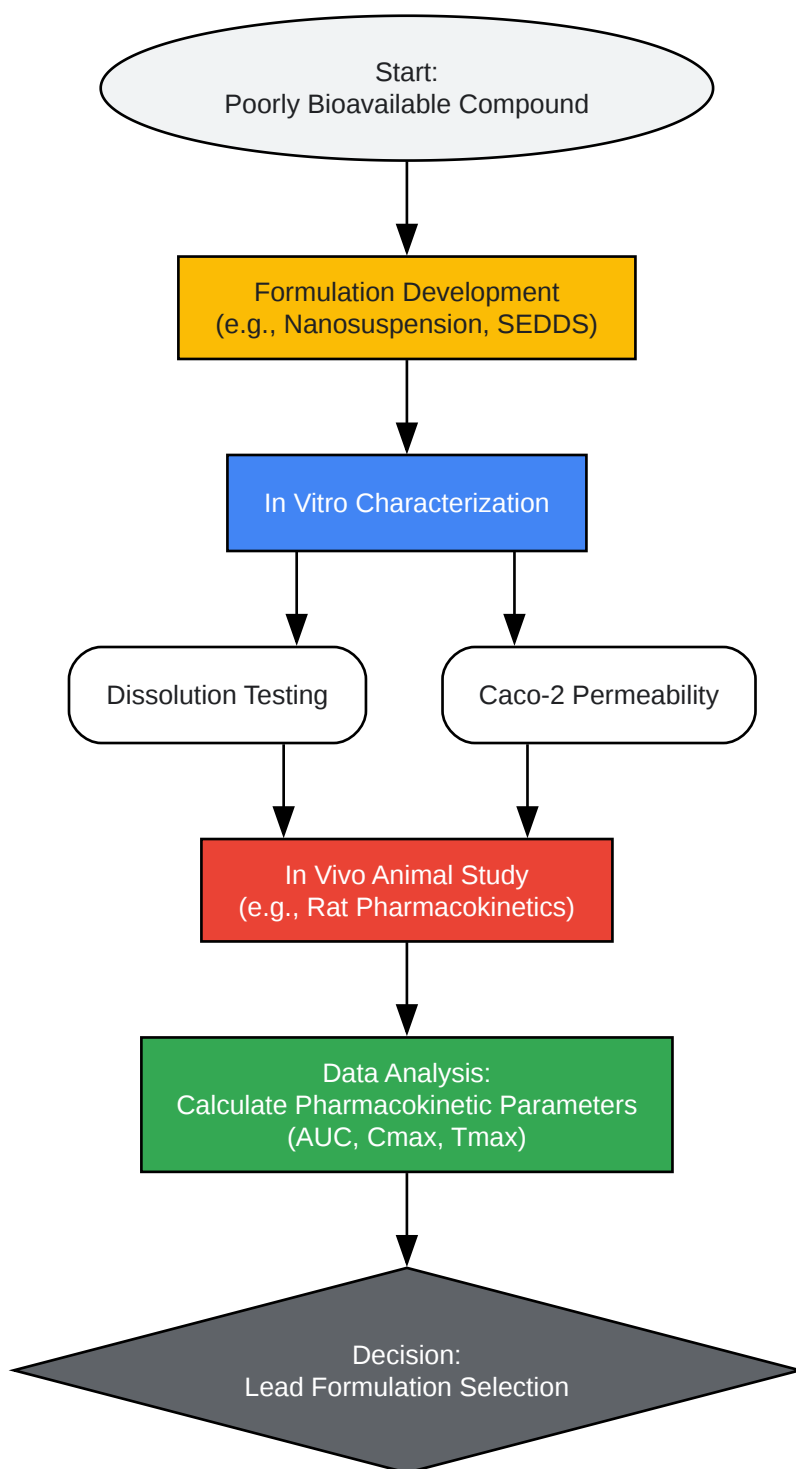 Start:
Poorly Bioavailable Compound
Formulation Development
(e.g., Nanosuspension, SEDDS)
In Vitro Characterization
Dissolution Testing
Caco-2 Permeability
In Vivo Animal Study
(e.g., Rat Pharmacokinetics)
Data Analysis:
Calculate Pharmacokinetic Parameters
(AUC, Cmax, Tmax)
Decision:
Lead Formulation Selection